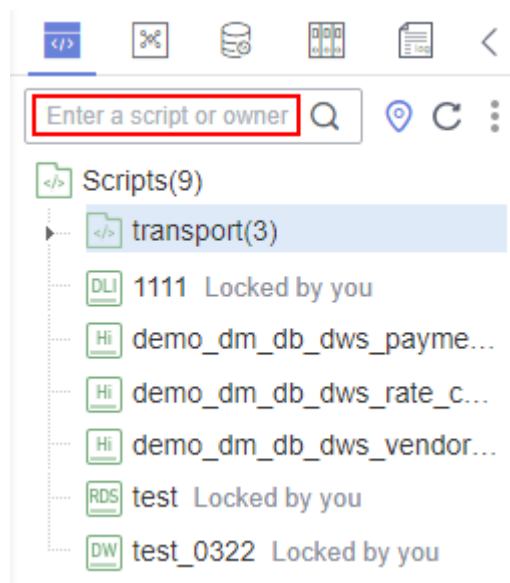 </>
log
Enter a script or owner
</> Scripts(9)
</> transport(3)
DLI 1111 Locked by you
Hi demo_dm_db_dws_payme...
Hi demo_dm_db_dws_rate_c...
Hi demo_dm_db_dws_vendor...
RDS test Locked by you
DW test_0322 Locked by you